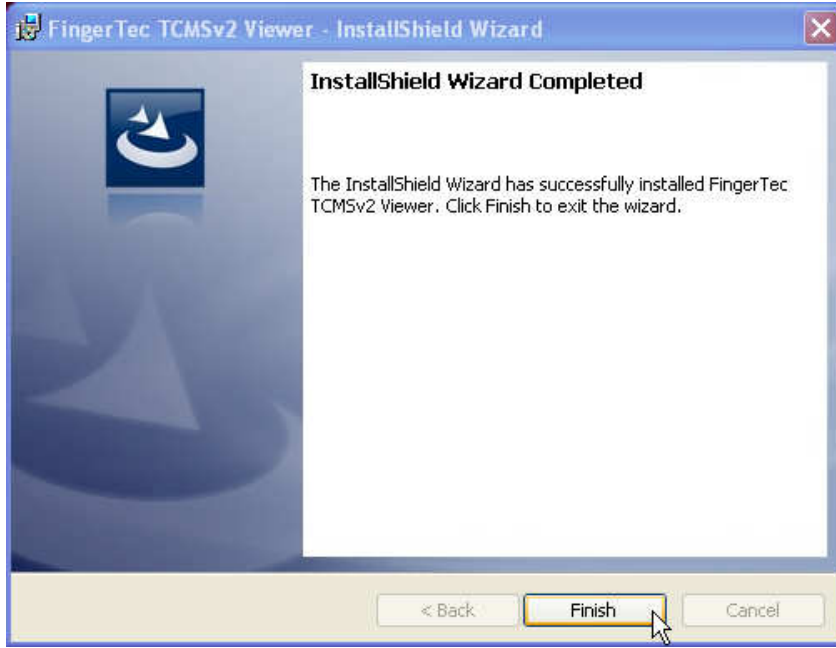 FingerTec TCMSv2 Viewer - InstallShield Wizard
InstallShield Wizard Completed
The InstallShield Wizard has successfully installed FingerTec
TCMSv2 Viewer. Click Finish to exit the wizard.
< Back
Finish
Cancel